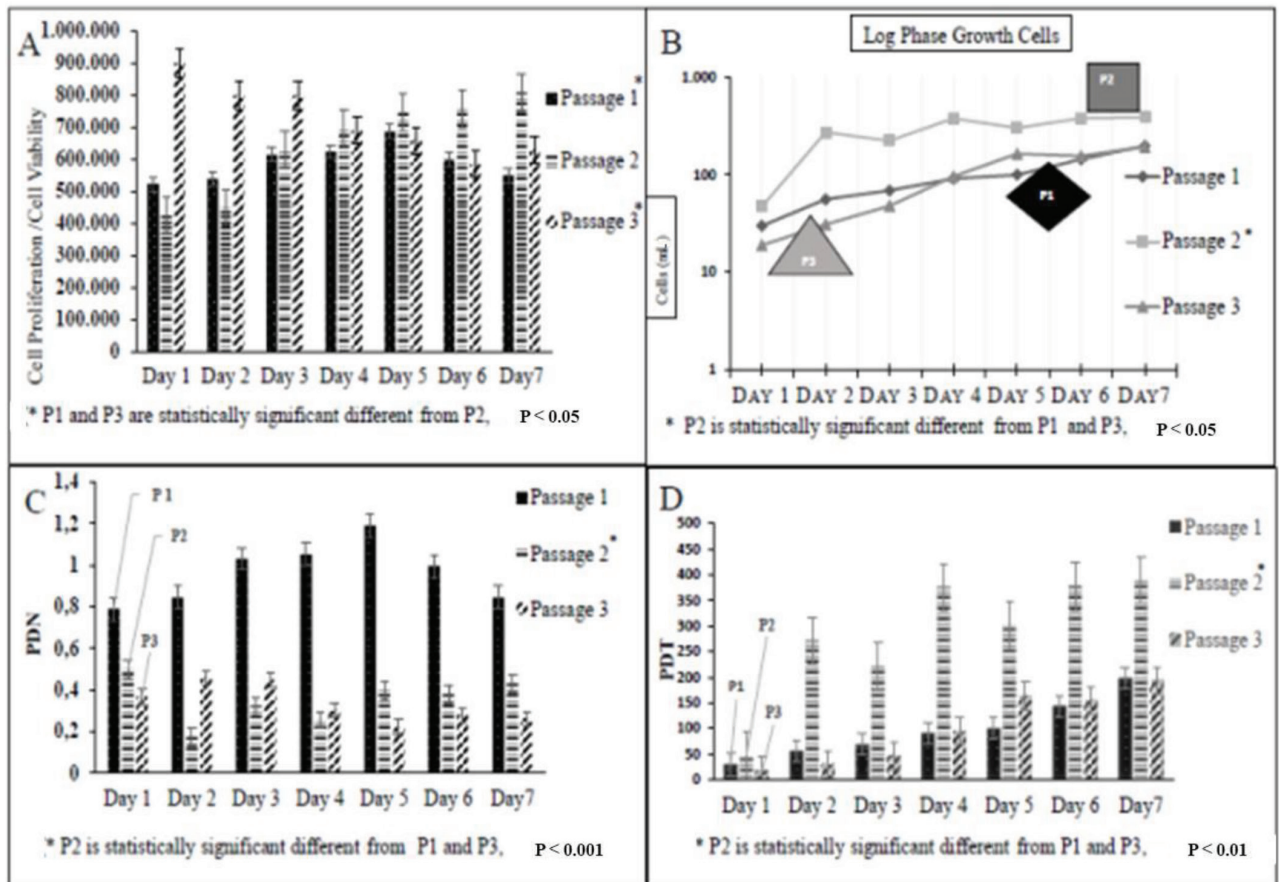 A
1.000.000
900.000
800.000
700.000
600.000
500.000
400.000
300.000
200.000
100.000
0
Cell Proliferation /Cell Viability
Day 1 Day 2 Day 3 Day 4 Day 5 Day 6 Day7
Passage 1*
Passage 2
Passage 3*
* P1 and P3 are statistically significant different from P2, P < 0.05
B
Log Phase Growth Cells
1.000
100
10
1
Cells (mL)
P2
P1
P3
DAY 1 DAY 2 DAY 3 DAY 4 DAY 5 DAY 6 DAY7
Passage 1
Passage 2*
Passage 3
* P2 is statistically significant different from P1 and P3, P < 0.05
C
1,4
1,2
1
0,8
0,6
0,4
0,2
0
PDN
P 1
P2
P3
Day 1 Day 2 Day 3 Day 4 Day 5 Day 6 Day7
Passage 1
Passage 2*
Passage 3
* P2 is statistically significant different from P1 and P3, P < 0.001
D
500
450
400
350
300
250
200
150
100
50
0
PDT
P1
P2
P3
Day 1 Day 2 Day 3 Day 4 Day 5 Day 6 Day7
Passage 1
Passage 2*
Passage 3
* P2 is statistically significant different from P1 and P3, P < 0.01